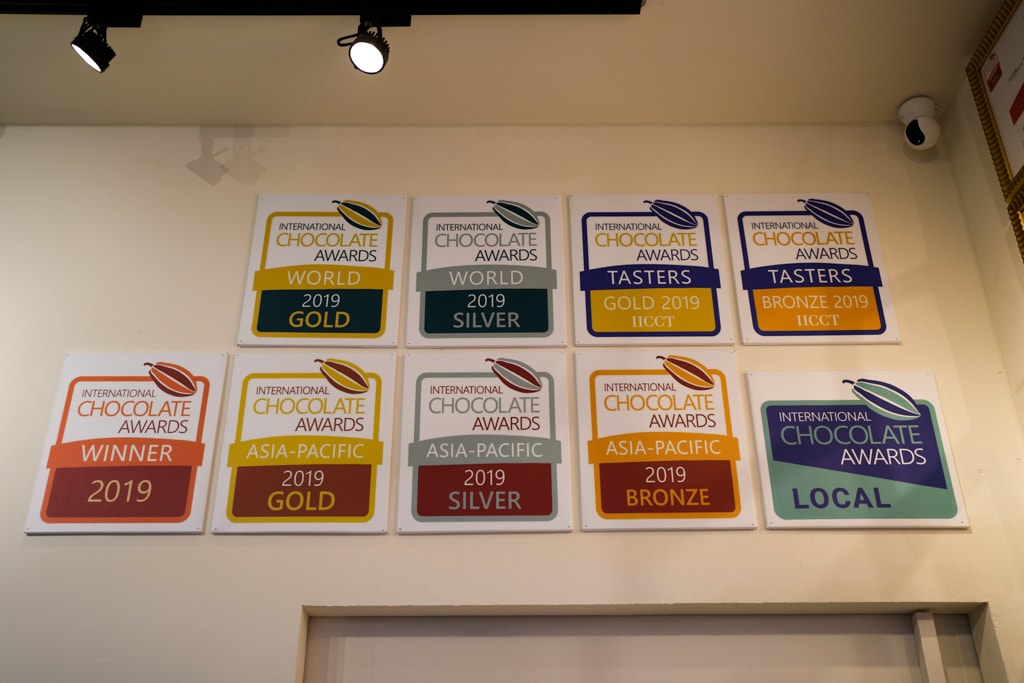 INTERNATIONAL
CHOCOLATE
AWARDS
WORLD
2019
GOLD
INTERNATIONAL
CHOCOLATE
AWARDS
WORLD
2019
SILVER
INTERNATIONAL
CHOCOLATE
AWARDS
TASTERS
GOLD 2019
IICCT
INTERNATIONAL
CHOCOLATE
AWARDS
TASTERS
BRONZE 2019
IICCT
INTERNATIONAL
CHOCOLATE
AWARDS
WINNER
2019
INTERNATIONAL
CHOCOLATE
AWARDS
ASIA-PACIFIC
2019
GOLD
INTERNATIONAL
CHOCOLATE
AWARDS
ASIA-PACIFIC
2019
SILVER
INTERNATIONAL
CHOCOLATE
AWARDS
ASIA-PACIFIC
2019
BRONZE
INTERNATIONAL
CHOCOLATE
AWARDS
LOCAL